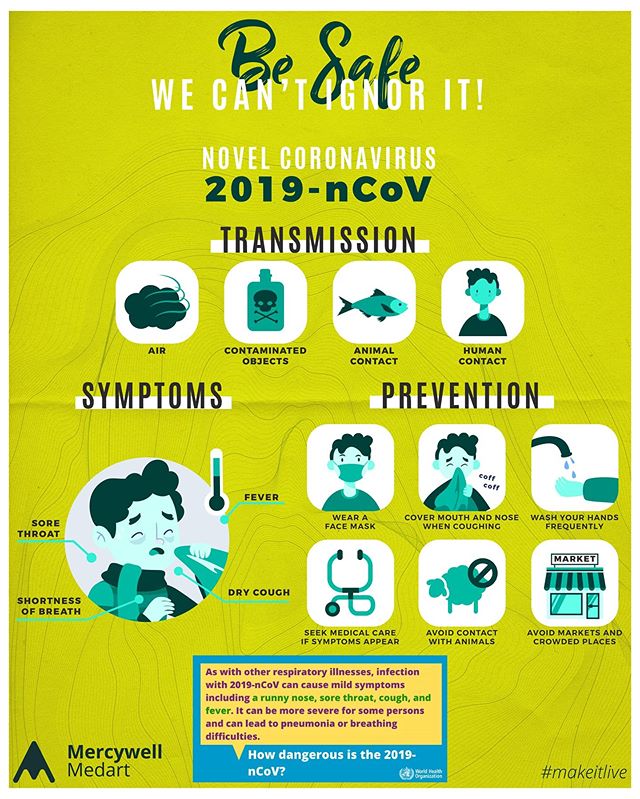 Be Safe
WE CAN'T IGNOR IT!
NOVEL CORONAVIRUS
2019-nCoV
TRANSMISSION
AIR
CONTAMINATED
OBJECTS
ANIMAL
CONTACT
HUMAN
CONTACT
SYMPTOMS
FEVER
SORE
THROAT
DRY COUGH
SHORTNESS
OF BREATH
PREVENTION
WEAR A
FACE MASK
coff
coff
COVER MOUTH AND NOSE
WHEN COUGHING
WASH YOUR HANDS
FREQUENTLY
SEEK MEDICAL CARE
IF SYMPTOMS APPEAR
AVOID CONTACT
WITH ANIMALS
MARKET
AVOID MARKETS AND
CROWDED PLACES
As with other respiratory illnesses, infection
with 2019-nCoV can cause mild symptoms
including a runny nose, sore throat, cough, and
fever. It can be more severe for some persons
and can lead to pneumonia or breathing
difficulties.
How dangerous is the 2019-
nCoV?
World Health
Organization
Mercywell
Medart
#makeitlive